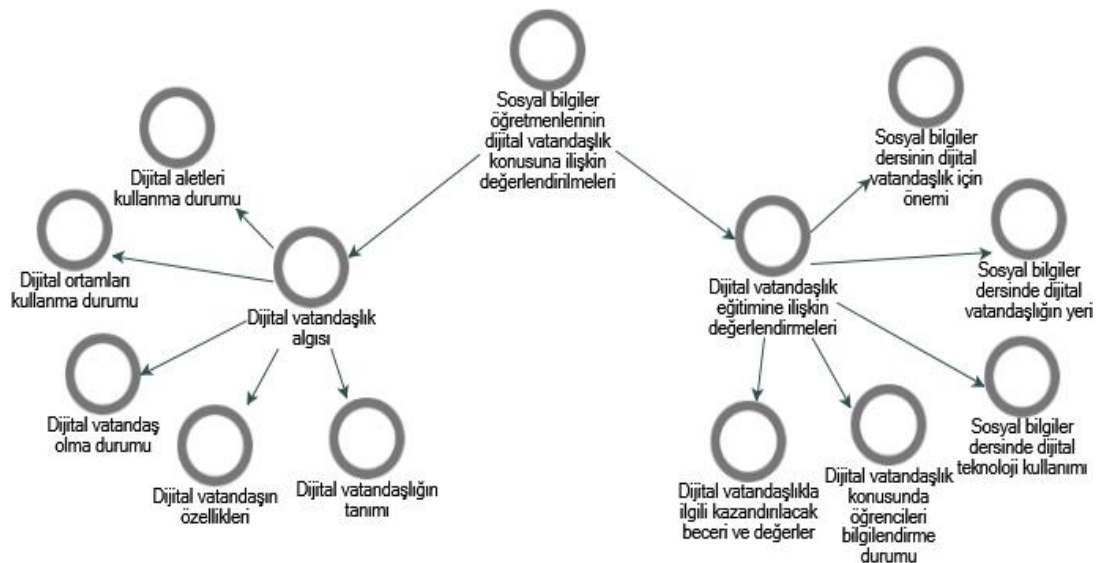 Sosyal bilgiler
öğretmenlerinin
dijital vatandaşlık
konusuna ilişkin
değerlendirilmeleri
Dijital aletleri
kullanma durumu
Dijital ortamları
kullanma durumu
Dijital vatandaşlık
algısı
Dijital vatandaş
olma durumu
Dijital vatandaşın
özellikleri
Dijital vatandaşlığın
tanımı
Sosyal bilgiler
dersinin dijital
vatandaşlık için
önemi
Dijital vatandaşlık
eğitimine ilişkin
değerlendirmeleri
Sosyal bilgiler
dersinde dijital
vatandaşlığın yeri
Sosyal bilgiler
dersinde dijital
teknoloji kullanımı
Dijital vatandaşlıkla
ilgili kazandırılacak
beceri ve değerler
Dijital vatandaşlık
konusunda
öğrencileri
bilgilendirme
durumu